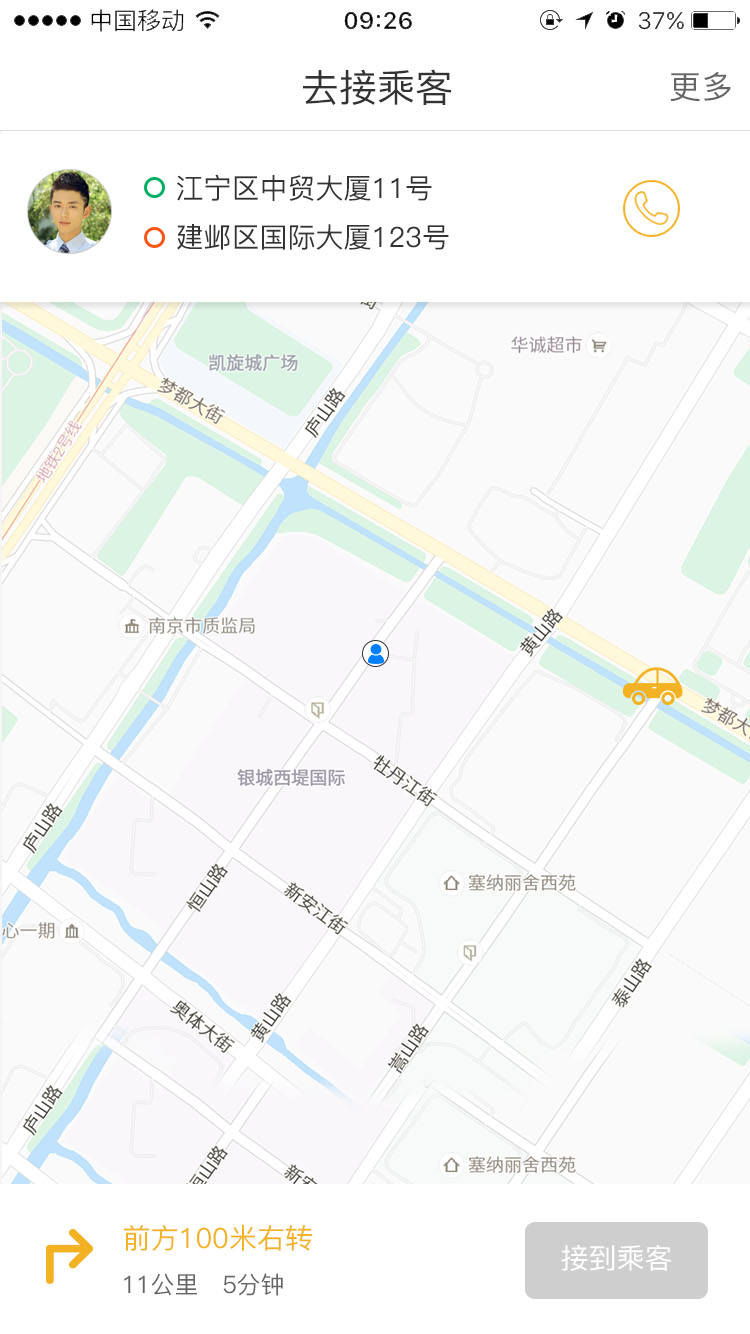 中国移动 09:26 37%
去接乘客 更多
江宁区中贸大厦11号
建邺区国际大厦123号
华诚超市
凯旋城广场
梦都大街
庐山路
地铁2号线
南京市质监局
黄山路
梦都大
牡丹江街
银城西堤国际
庐山路
恒山路
塞纳丽舍西苑
新安江街
心一期
泰山路
奥体大街
黄山路
嵩山路
庐山路
山路
塞纳丽舍西苑
新安
前方100米右转
11公里 5分钟
接到乘客